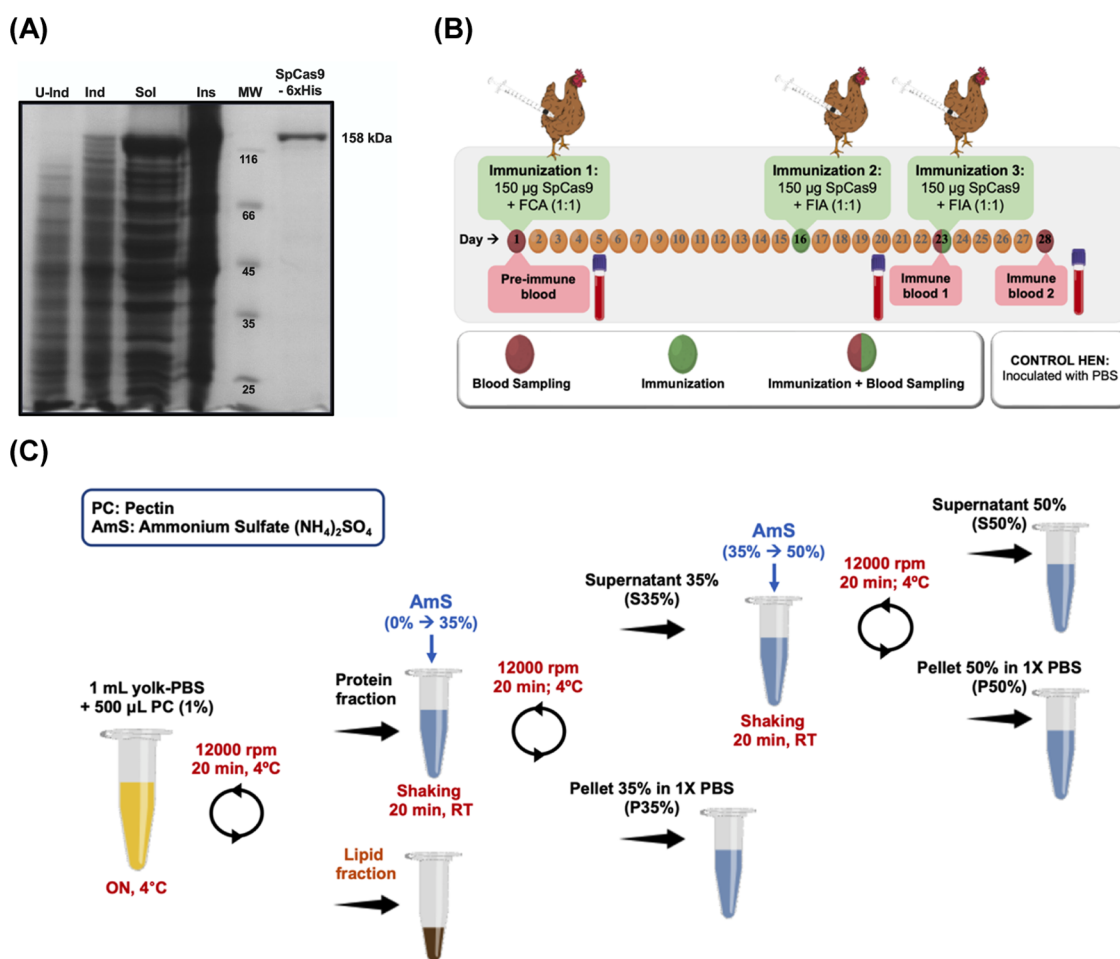 (A)
U-Ind Ind Sol Ins MW SpCas9
- 6xHis
158 kDa
116
66
45
35
25
(B)
Immunization 1:
150 µg SpCas9
+ FCA (1:1)
Immunization 2:
150 µg SpCas9
+ FIA (1:1)
Immunization 3:
150 µg SpCas9
+ FIA (1:1)
Day → 1 2 3 4 5 6 7 8 9 10 11 12 13 14 15 16 17 18 19 20 21 22 23 24 25 26 27 28
Pre-immune
blood
Immune
blood 1
Immune
blood 2
Blood Sampling
Immunization
Immunization + Blood Sampling
CONTROL HEN:
Inoculated with PBS
(C)
PC: Pectin
AmS: Ammonium Sulfate (NH₄)₂SO₄
1 mL yolk-PBS
+ 500 µL PC (1%)
ON, 4°C
12000 rpm
20 min, 4ºC
Protein
fraction
AmS
(0% → 35%)
Shaking
20 min, RT
Lipid
fraction
12000 rpm
20 min; 4ºC
Supernatant 35%
(S35%)
Pellet 35% in 1X PBS
(P35%)
AmS
(35% → 50%)
Shaking
20 min, RT
12000 rpm
20 min; 4ºC
Supernatant 50%
(S50%)
Pellet 50% in 1X PBS
(P50%)